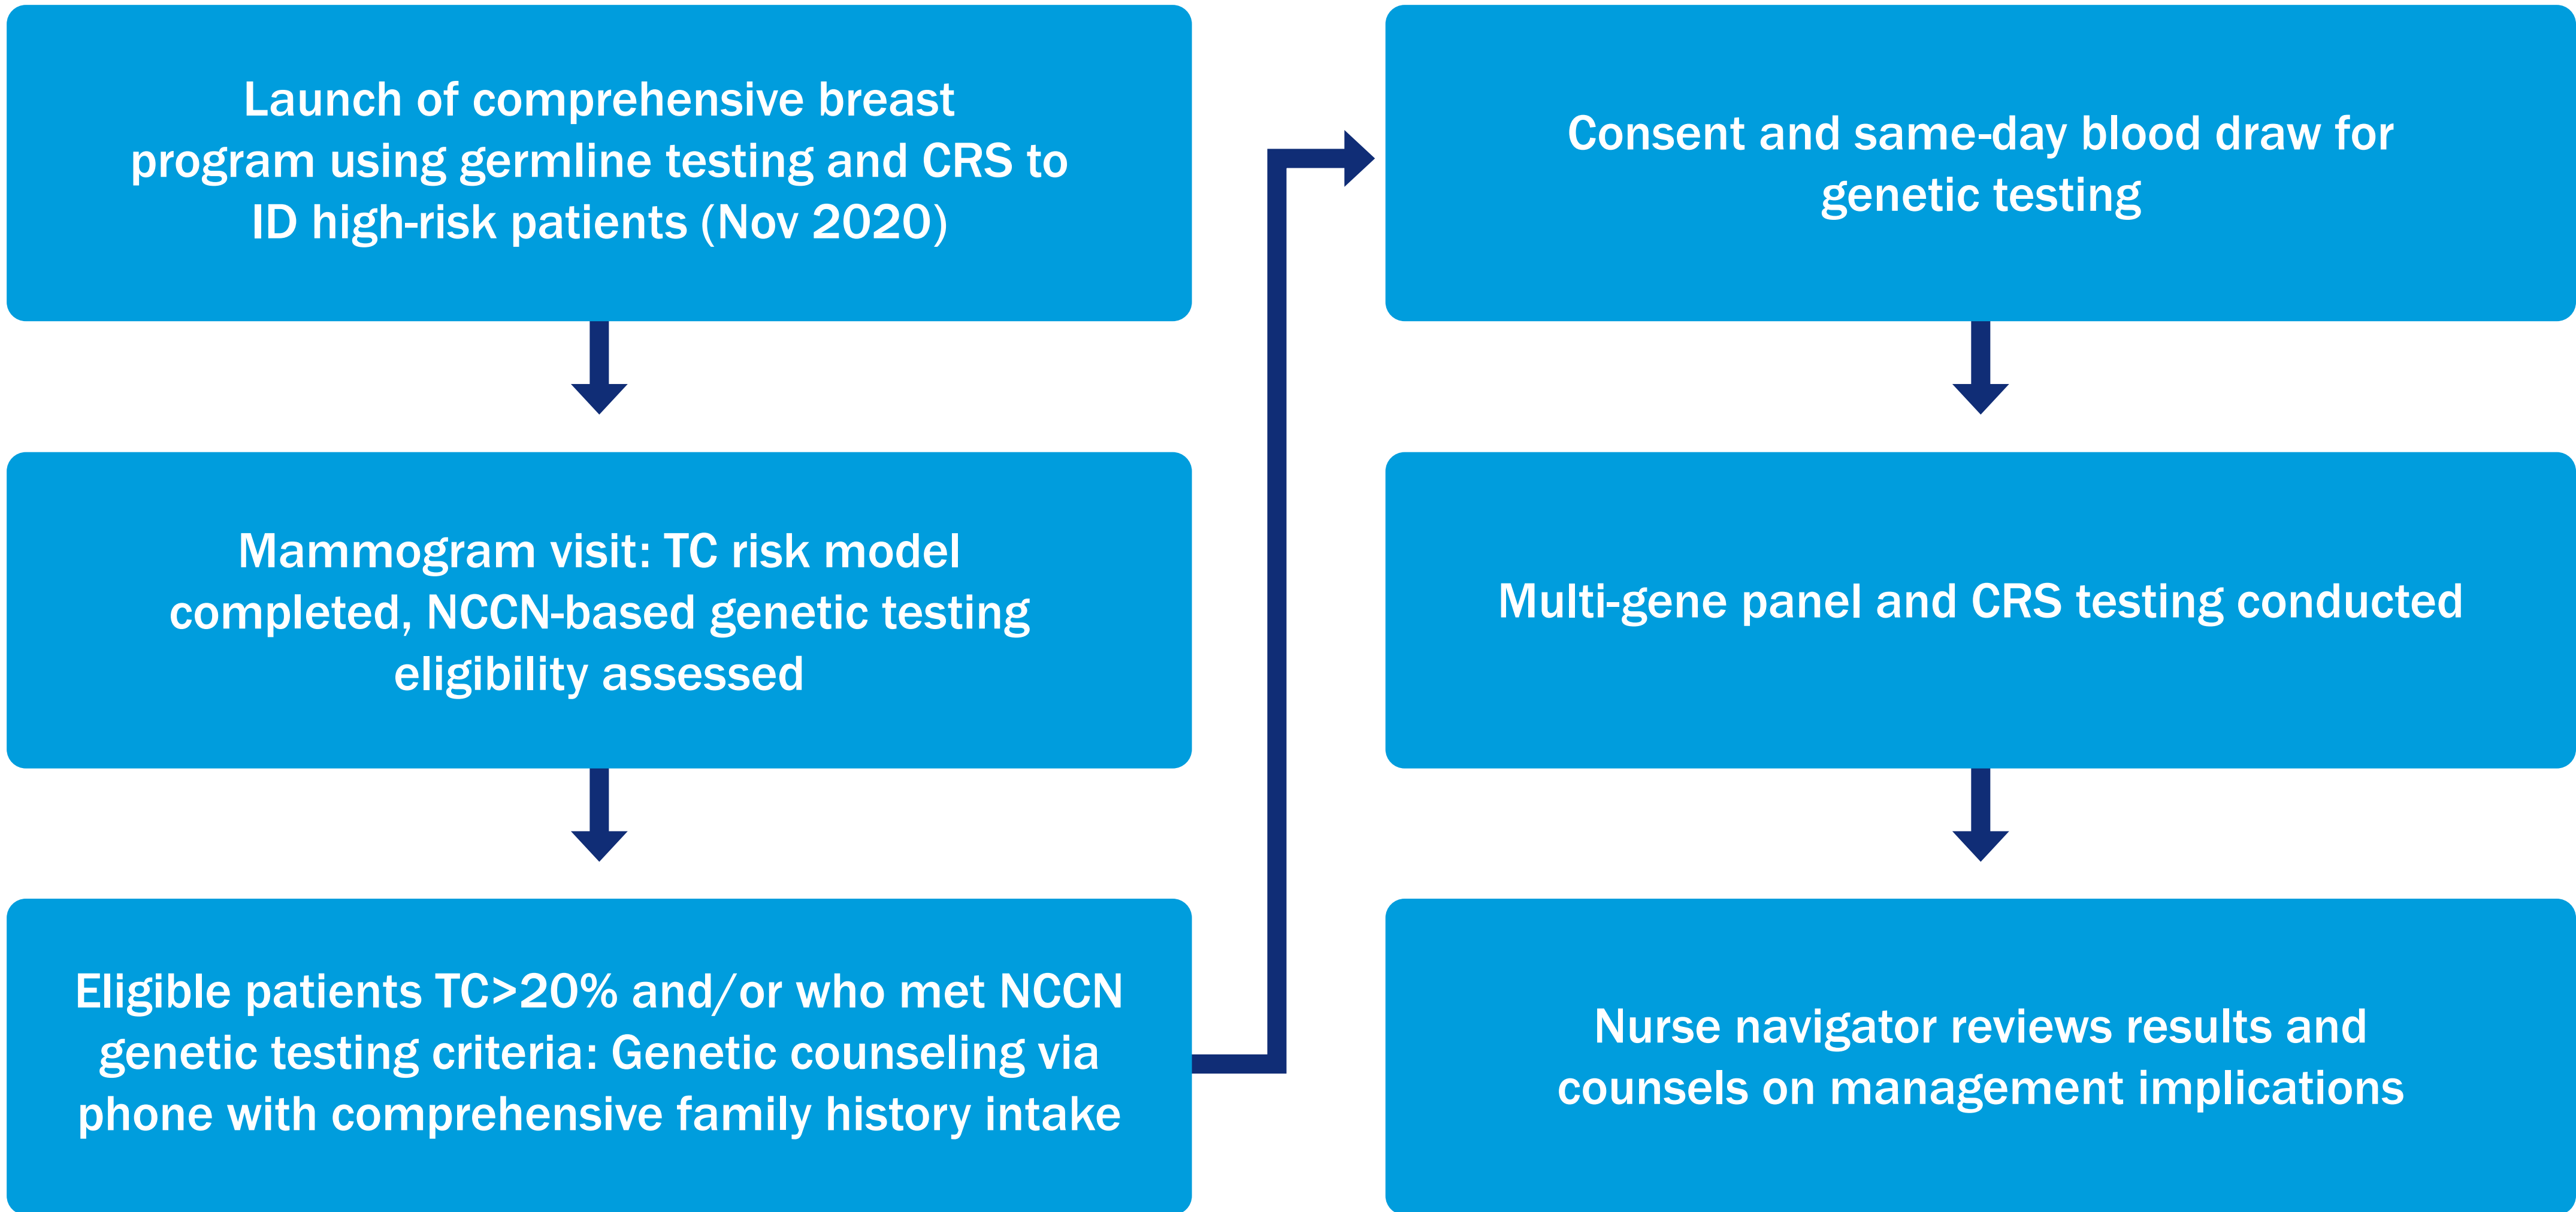 Launch of comprehensive breast
program using germline testing and CRS to
ID high-risk patients (Nov 2020)
Mammogram visit: TC risk model
completed, NCCN-based genetic testing
eligibility assessed
Eligible patients TC>20% and/or who met NCCN
genetic testing criteria: Genetic counseling via
phone with comprehensive family history intake
Consent and same-day blood draw for
genetic testing
Multi-gene panel and CRS testing conducted
Nurse navigator reviews results and
counsels on management implications